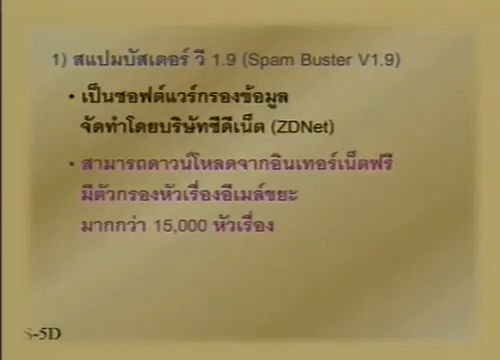 1) สแปมบัสเตอร์ วี 1.9 (Spam Buster V1.9)
• เป็นซอฟต์แวร์กรองข้อมูล
จัดทำโดยบริษัทซีดีเน็ต (ZDNet)
• สามารถดาวน์โหลดจากอินเทอร์เน็ตฟรี
มีตัวกรองหัวเรื่องอีเมล์ขยะ
มากกว่า 15,000 หัวเรื่อง
S-5D